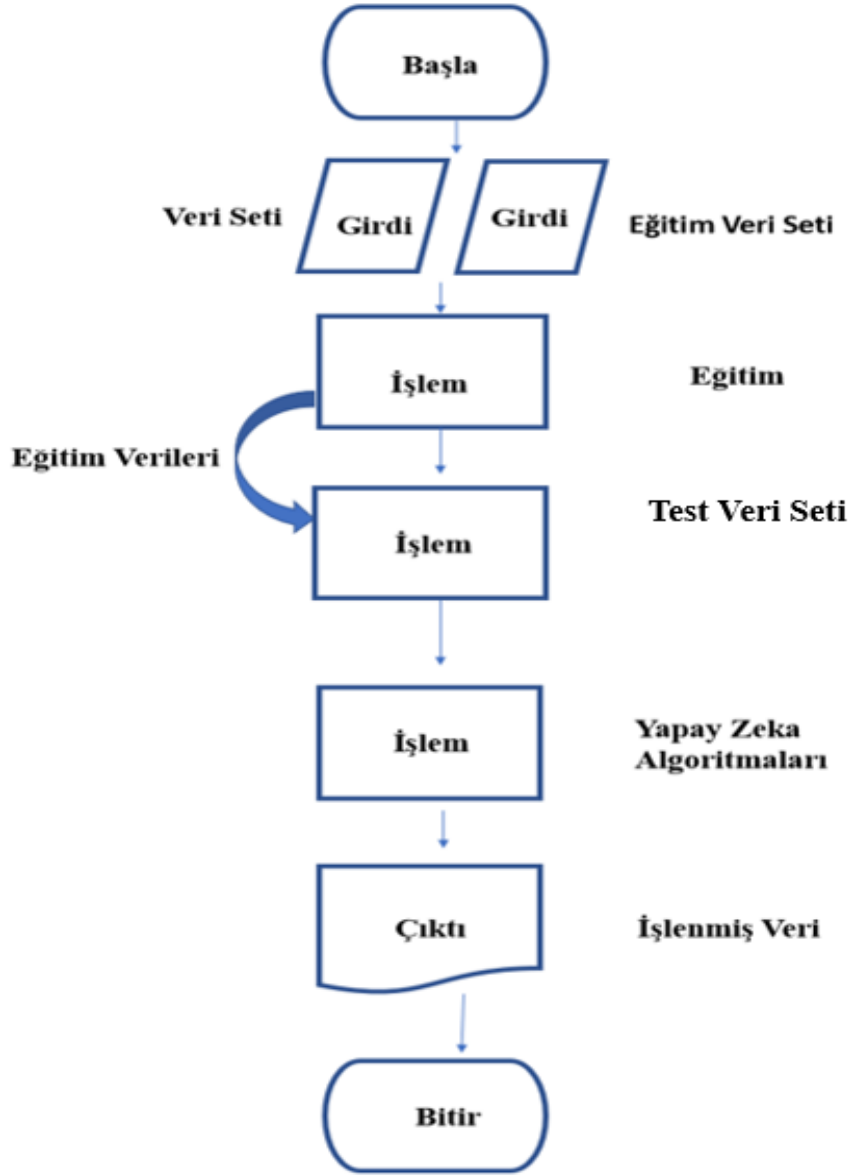 Başla
Veri Seti
Girdi
Girdi
Eğitim Veri Seti
İşlem
Eğitim
Eğitim Verileri
İşlem
Test Veri Seti
İşlem
Yapay Zeka
Algoritmaları
Çıktı
İşlenmiş Veri
Bitir